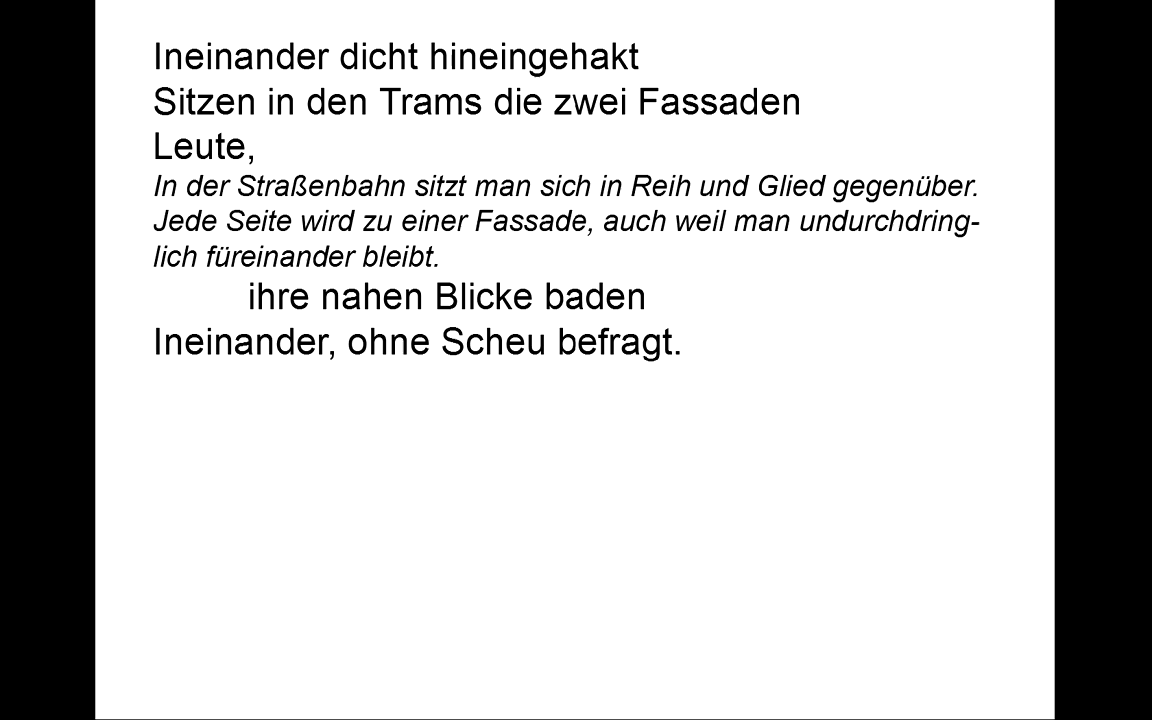 Ineinander dicht hineingehakt
Sitzen in den Trams die zwei Fassaden
Leute,
In der Straßenbahn sitzt man sich in Reih und Glied gegenüber.
Jede Seite wird zu einer Fassade, auch weil man undurchdring-
lich füreinander bleibt.
ihre nahen Blicke baden
Ineinander, ohne Scheu befragt.